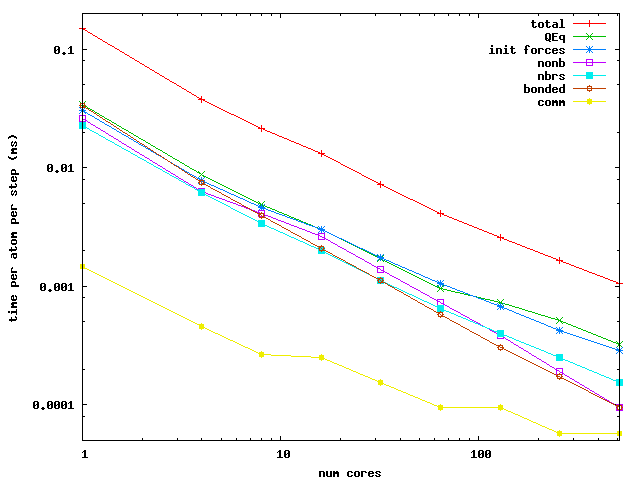 total
QEq
init forces
nonb
nbrs
bonded
comm
0.1
0.01
0.001
0.0001
time per atom per step (ms)
1 10 100
num cores